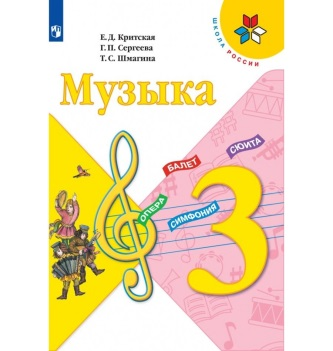 Е. Д. Критская
Г. П. Сергеева
Т. С. Шмагина
ШКОЛА РОССИИ
Музыка
ОПЕРА
БАЛЕТ
СЮИТА
СИМФОНИЯ
3